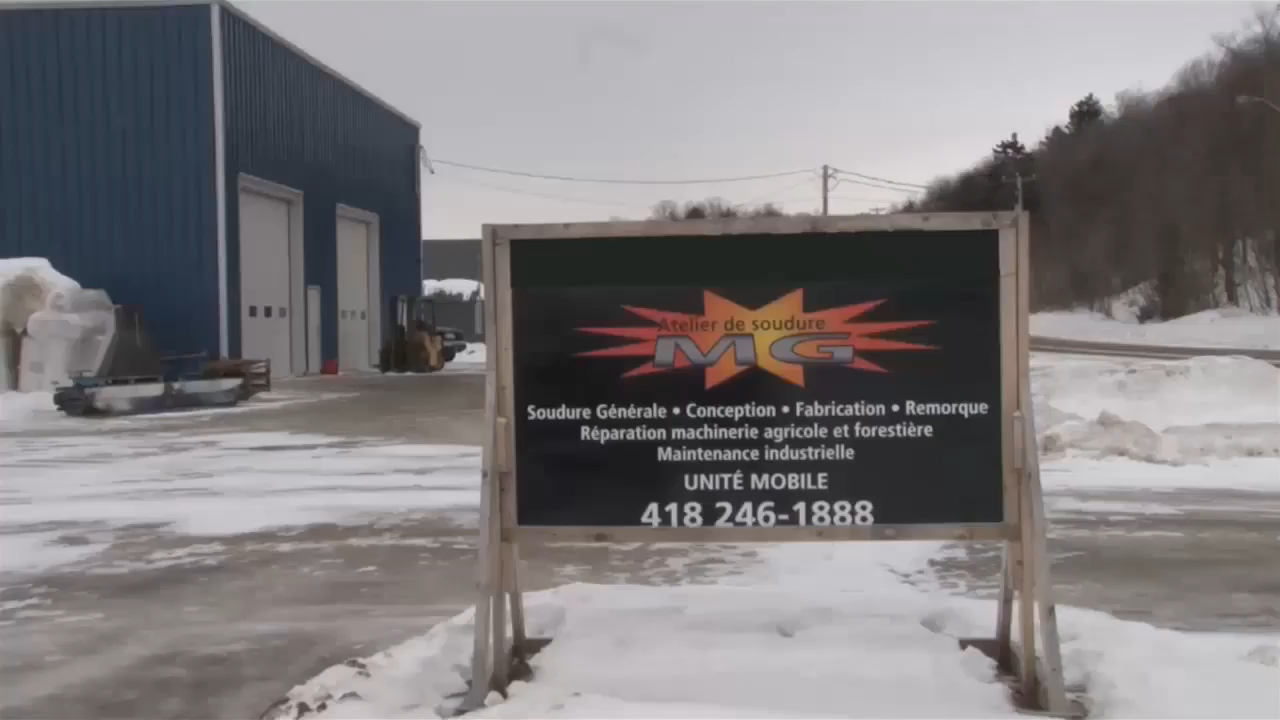 Atelier de soudure
MG
Soudure Générale • Conception • Fabrication • Remorque
Réparation machinerie agricole et forestière
Maintenance industrielle
UNITÉ MOBILE
418 246-1888